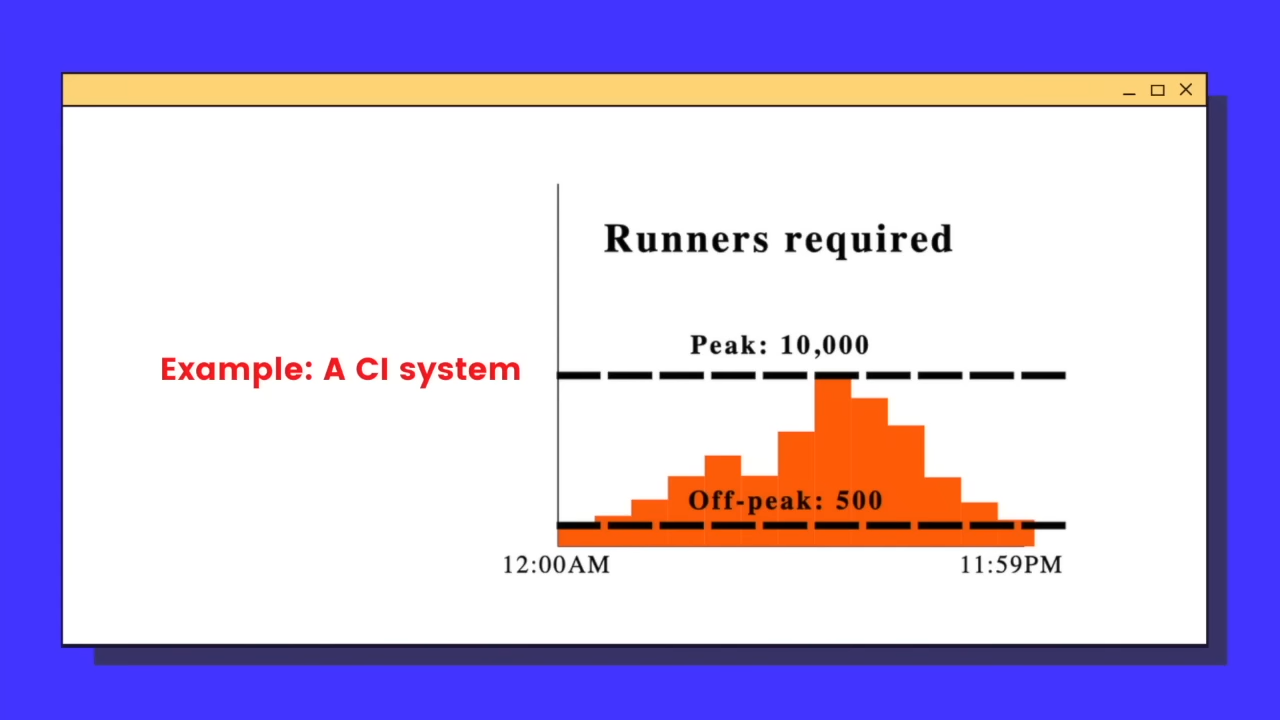 Runners required
Peak: 10,000
Example: A CI system
Off-peak: 500
12:00AM
11:59PM